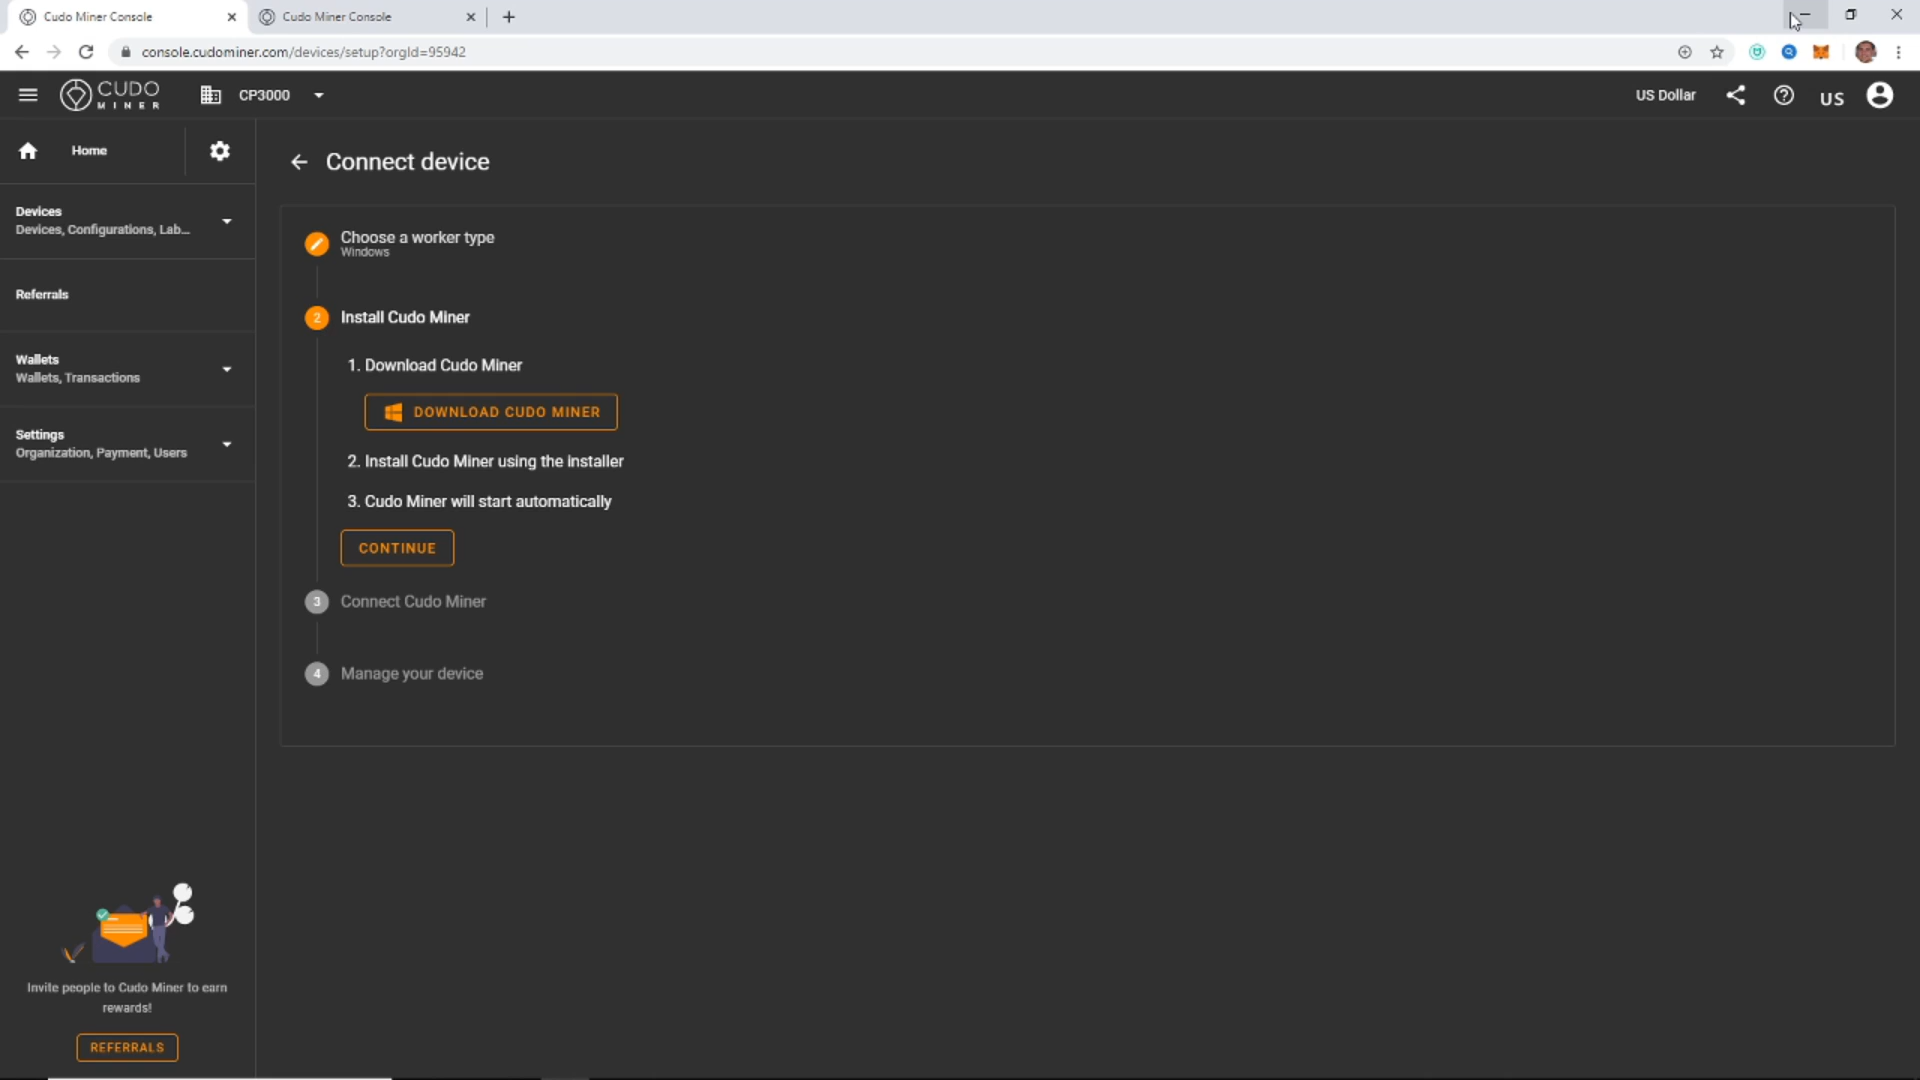 Cudo Miner Console
Cudo Miner Console
console.cudominer.com/devices/setup?orgId=95942
CUDO
MINER
CP3000
US Dollar
US
Home
Devices
Devices, Configurations, Lab...
Referrals
Wallets
Wallets, Transactions
Settings
Organization, Payment, Users
Invite people to Cudo Miner to earn
rewards!
REFERRALS
Connect device
Choose a worker type
Windows
2 Install Cudo Miner
1. Download Cudo Miner
DOWNLOAD CUDO MINER
2. Install Cudo Miner using the installer
3. Cudo Miner will start automatically
CONTINUE
3 Connect Cudo Miner
4 Manage your device